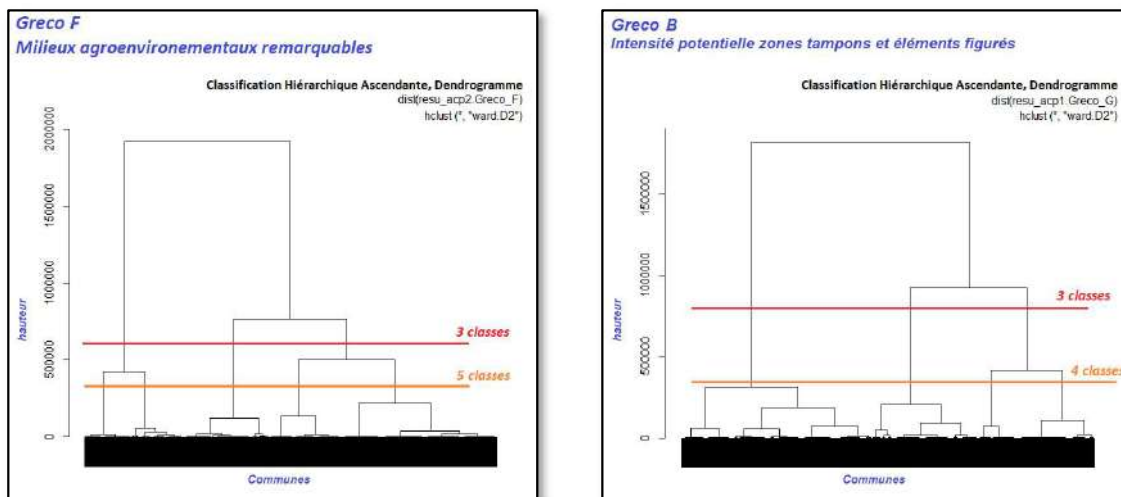 Greco F
Milieux agroenvironementaux remarquables
Classification Hiérarchique Ascendante, Dendrogramme
dist(resu_acp2.Greco_F)
hclust (*, "ward.D2")
2000000
1500000
1000000
500000
0
hauteur
3 classes
5 classes
Communes
Greco B
Intensité potentielle zones tampons et éléments figurés
Classification Hiérarchique Ascendante, Dendrogramme
dist(resu_acp1.Greco_G)
hclust (*, "ward.D2")
1500000
1000000
500000
0
hauteur
3 classes
4 classes
Communes